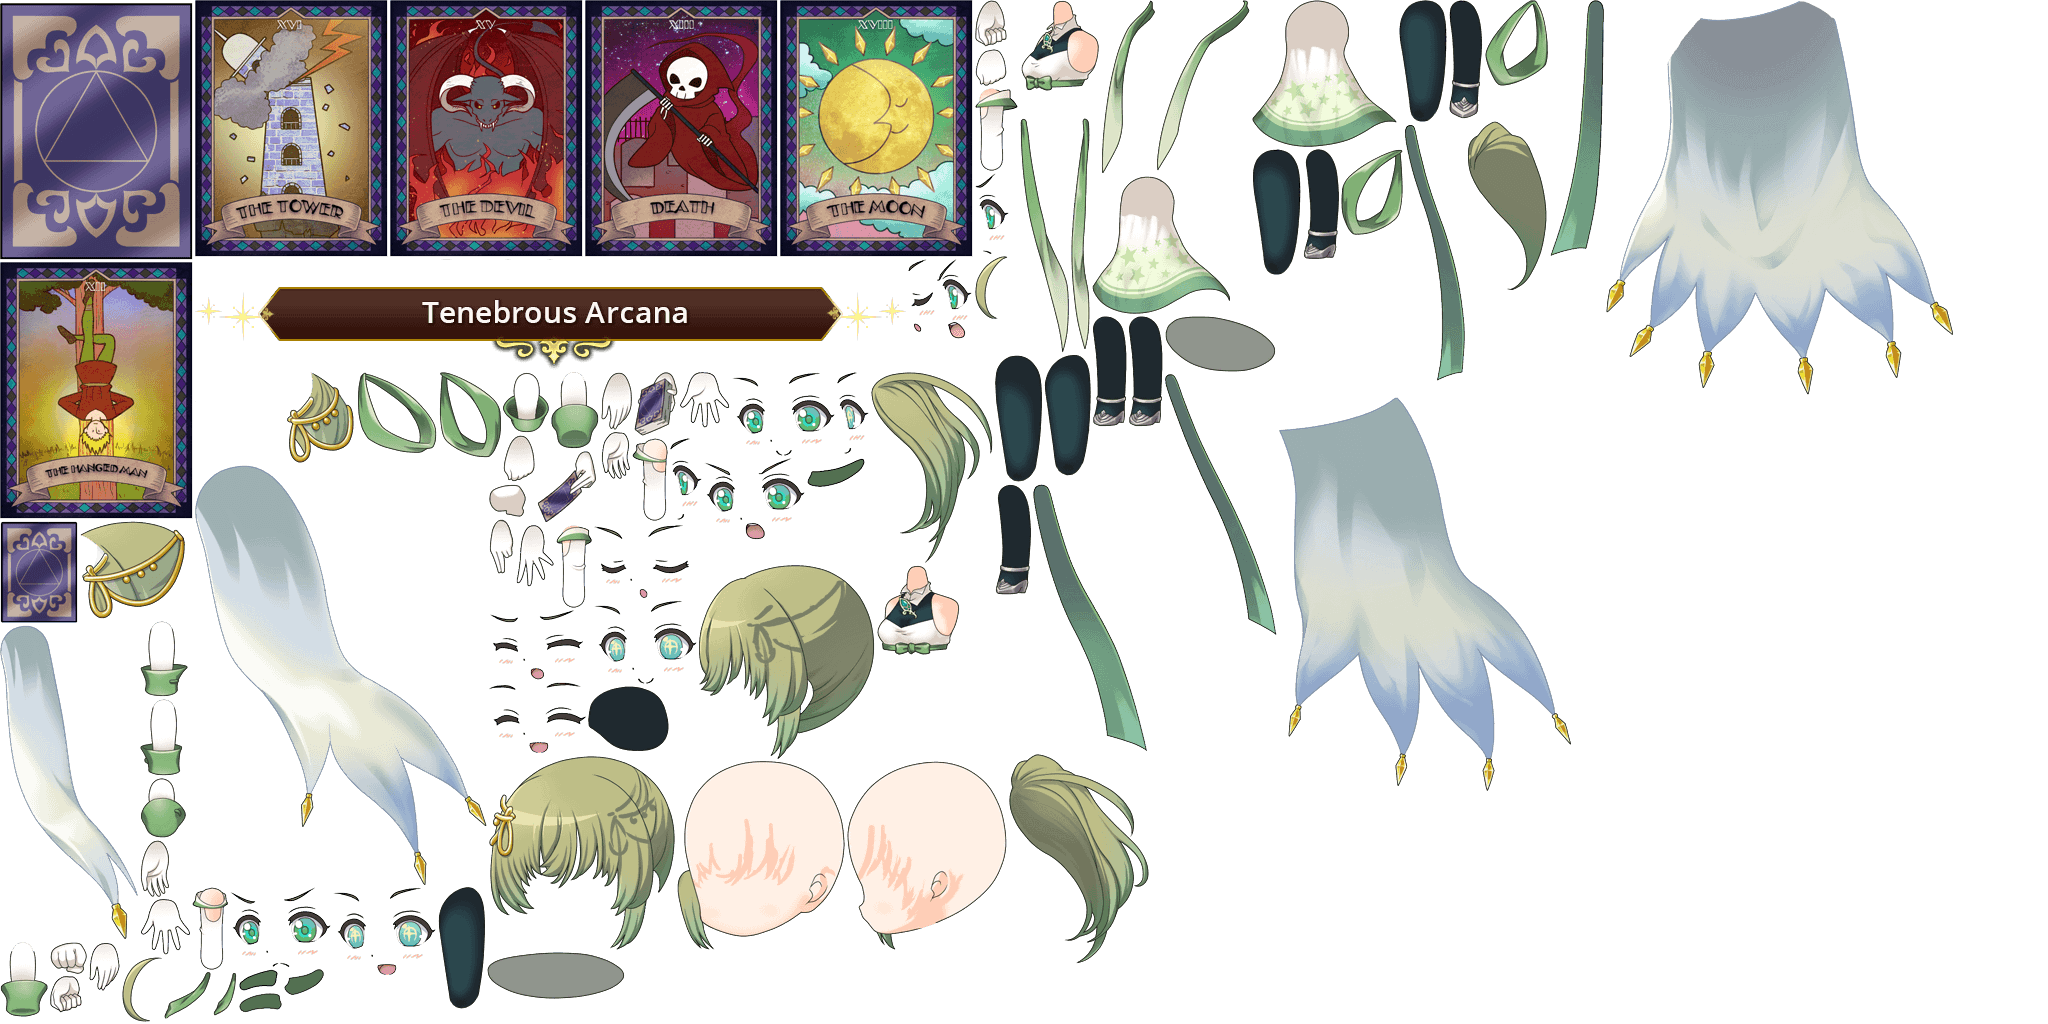 XVI
THE TOWER
XV
THE DEVIL
XIII
DEATH
XVIII
THE MOON
XII
THE HANGED MAN
Tenebrous Arcana